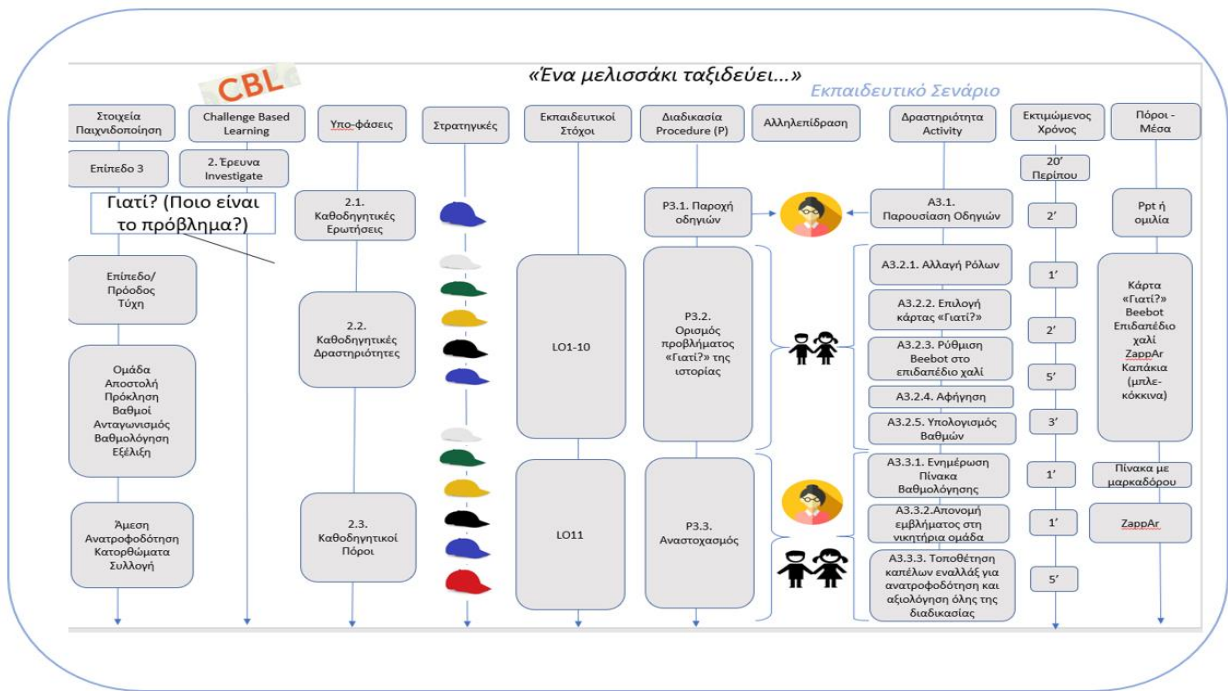 «Ένα μελισσάκι ταξιδεύει...»
CBL
Εκπαιδευτικό Σενάριο
Στοιχεία
Παιχνιδοποίηση
Challenge Based
Learning
Υπο-φάσεις
Στρατηγικές
Εκπαιδευτικοί
Στόχοι
Διαδικασία
Procedure (P)
Αλληλεπίδραση
Δραστηριότητα
Activity
Εκτιμώμενος
Χρόνος
Πόροι -
Μέσα
Επίπεδο 3
2. Έρευνα
Investigate
20’
Περίπου
Γιατί? (Ποιο είναι
το πρόβλημα?)
2.1.
Καθοδηγητικές
Ερωτήσεις
P3.1. Παροχή
οδηγιών
A3.1.
Παρουσίαση Οδηγιών
2’
Ppt ή
ομιλία
Επίπεδο/
Πρόοδος
Τύχη
Ομάδα
Αποστολή
Πρόκληση
Βαθμοί
Ανταγωνισμός
Βαθμολόγηση
Εξέλιξη
2.2.
Καθοδηγητικές
Δραστηριότητες
LO1-10
P3.2.
Ορισμός
προβλήματος
«Γιατί?» της
ιστορίας
A3.2.1. Αλλαγή Ρόλων
A3.2.2. Επιλογή
κάρτας «Γιατί?»
A3.2.3. Ρύθμιση
Beebot στο
επιδαπέδιο χαλί
A3.2.4. Αφήγηση
A3.2.5. Υπολογισμός
Βαθμών
1’
2’
5’
3’
Κάρτα
«Γιατί?»
Beebot
Επιδαπέδιο
χαλί
ZappAr
Καπάκια
(μπλε-
κόκκινα)
Άμεση
Ανατροφοδότηση
Κατορθώματα
Συλλογή
2.3.
Καθοδηγητικοί
Πόροι
LO11
P3.3.
Αναστοχασμός
A3.3.1. Ενημέρωση
Πίνακα
Βαθμολόγησης
A3.3.2.Απονομή
εμβλήματος στη
νικητήρια ομάδα
A3.3.3. Τοποθέτηση
καπέλων εναλλάξ για
ανατροφοδότηση και
αξιολόγηση όλης της
διαδικασίας
1’
1’
5’
Πίνακα με
μαρκαδόρου
ZappAr